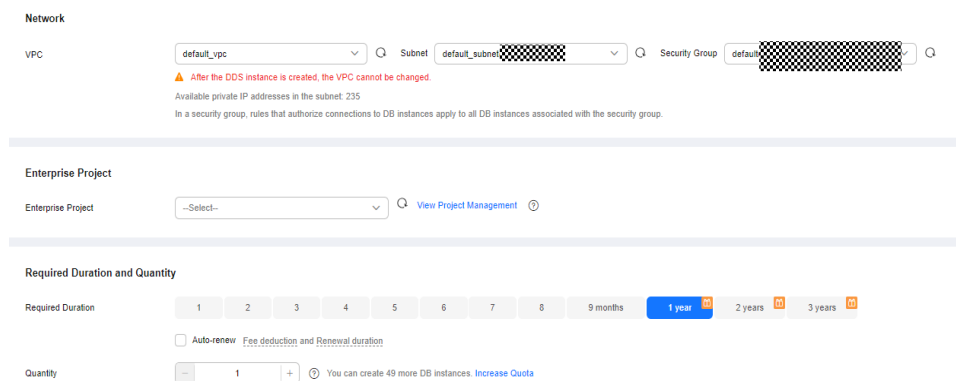 Network
VPC default_vpc Subnet default_subnet Security Group default
After the DDS instance is created, the VPC cannot be changed.
Available private IP addresses in the subnet: 235
In a security group, rules that authorize connections to DB instances apply to all DB instances associated with the security group.
Enterprise Project
Enterprise Project --Select-- View Project Management ?
Required Duration and Quantity
Required Duration 1 2 3 4 5 6 7 8 9 months 1 year 2 years 3 years
Auto-renew Fee deduction and Renewal duration
Quantity - 1 + ? You can create 49 more DB instances. Increase Quota